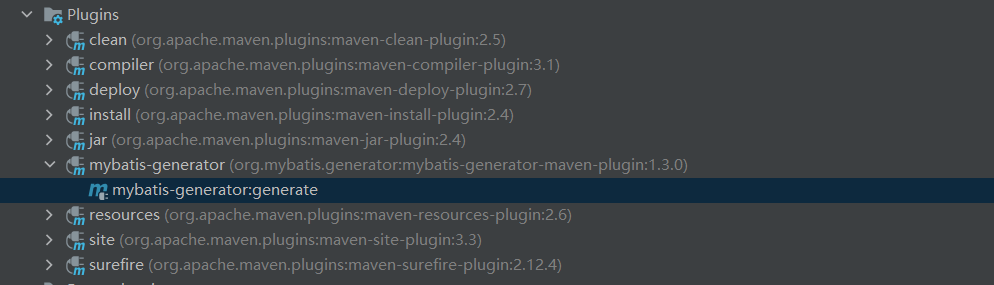 Plugins
clean (org.apache.maven.plugins:maven-clean-plugin:2.5)
compiler (org.apache.maven.plugins:maven-compiler-plugin:3.1)
deploy (org.apache.maven.plugins:maven-deploy-plugin:2.7)
install (org.apache.maven.plugins:maven-install-plugin:2.4)
jar (org.apache.maven.plugins:maven-jar-plugin:2.4)
mybatis-generator (org.mybatis.generator:mybatis-generator-maven-plugin:1.3.0)
mybatis-generator:generate
resources (org.apache.maven.plugins:maven-resources-plugin:2.6)
site (org.apache.maven.plugins:maven-site-plugin:3.3)
surefire (org.apache.maven.plugins:maven-surefire-plugin:2.12.4)